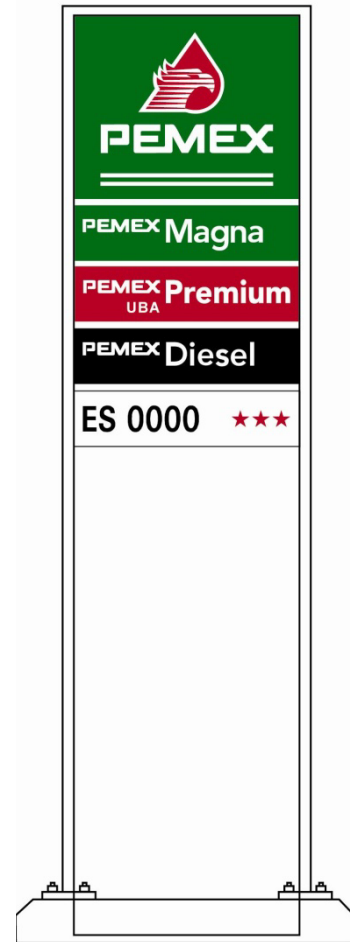 PEMEX
PEMEX Magna
PEMEX Premium
UBA
PEMEX Diesel
ES 0000 ★★★